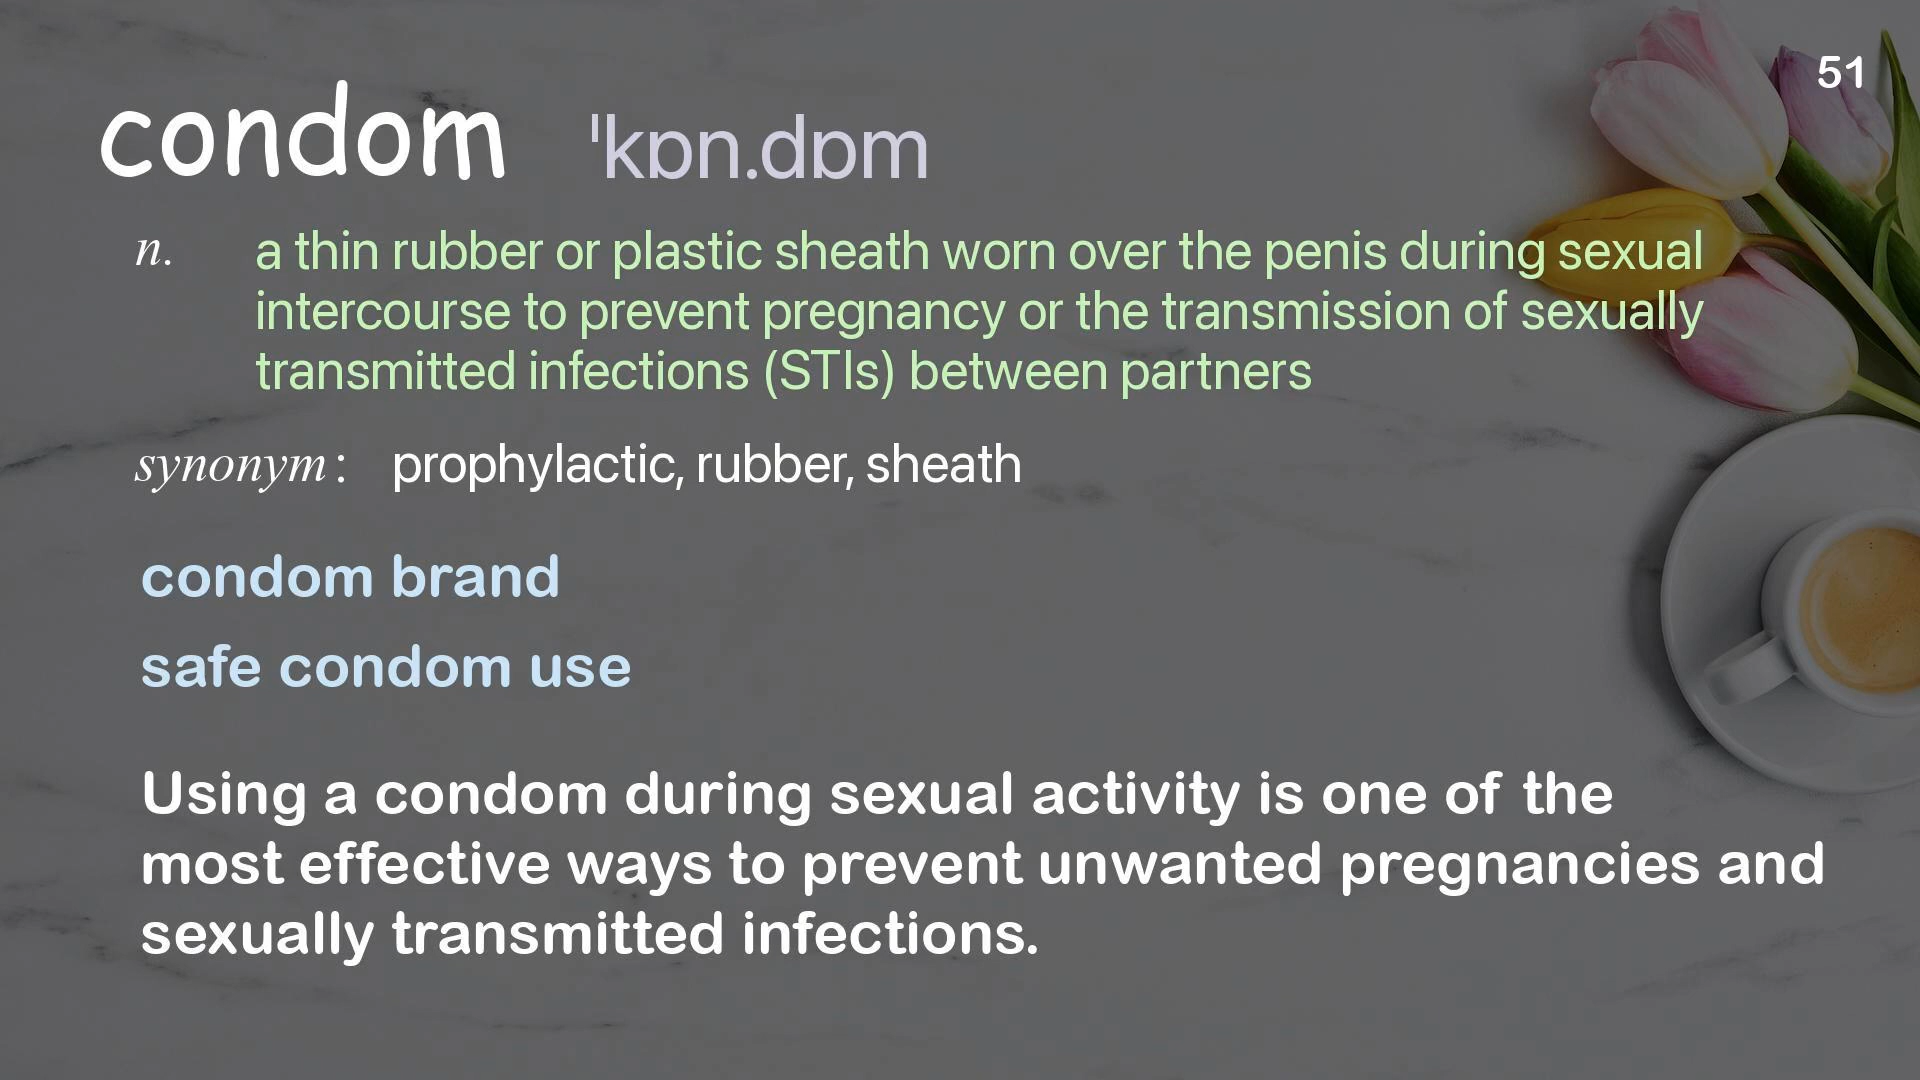 51
condom ˈkɒn.dɒm
n. a thin rubber or plastic sheath worn over the penis during sexual
intercourse to prevent pregnancy or the transmission of sexually
transmitted infections (STIs) between partners
synonym: prophylactic, rubber, sheath
condom brand
safe condom use
Using a condom during sexual activity is one of the
most effective ways to prevent unwanted pregnancies and
sexually transmitted infections.